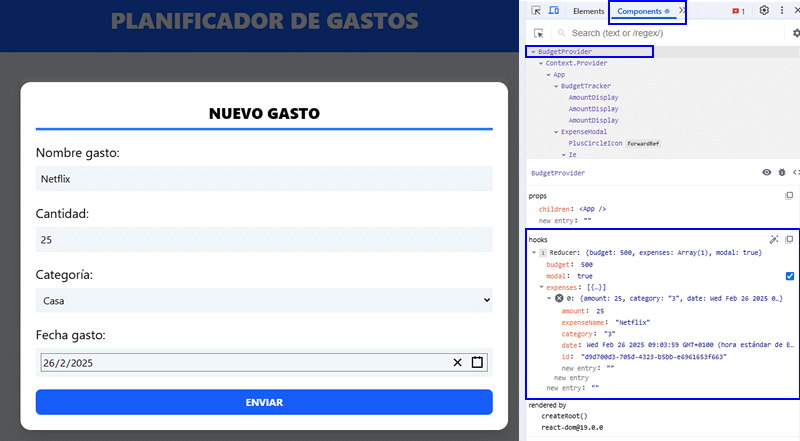 PLANIFICADOR DE GASTOS
NUEVO GASTO
Nombre gasto:
Netflix
Cantidad:
25
Categoría:
Casa
Fecha gasto:
26/2/2025
ENVIAR
Elements Components 1
Search (text or /regex/)
BudgetProvider
Context.Provider
App
BudgetTracker
AmountDisplay
AmountDisplay
AmountDisplay
ExpenseModal
PlusCircleIcon ForwardRef
Ie
BudgetProvider
props
children: <App />
new entry: ""
hooks
1 Reducer: {budget: 500, expenses: Array(1), modal: true}
budget: 500
modal: true
expenses: [{…}]
0: {amount: 25, category: "3", date: Wed Feb 26 2025 0…
amount: 25
expenseName: "Netflix"
category: "3"
date: Wed Feb 26 2025 09:03:59 GMT+0100 (hora estándar de E…
id: "d9d700d3-705d-4323-b5bb-e6961653f663"
new entry: ""
new entry
new entry: ""
rendered by
createRoot()
react-dom@19.0.0